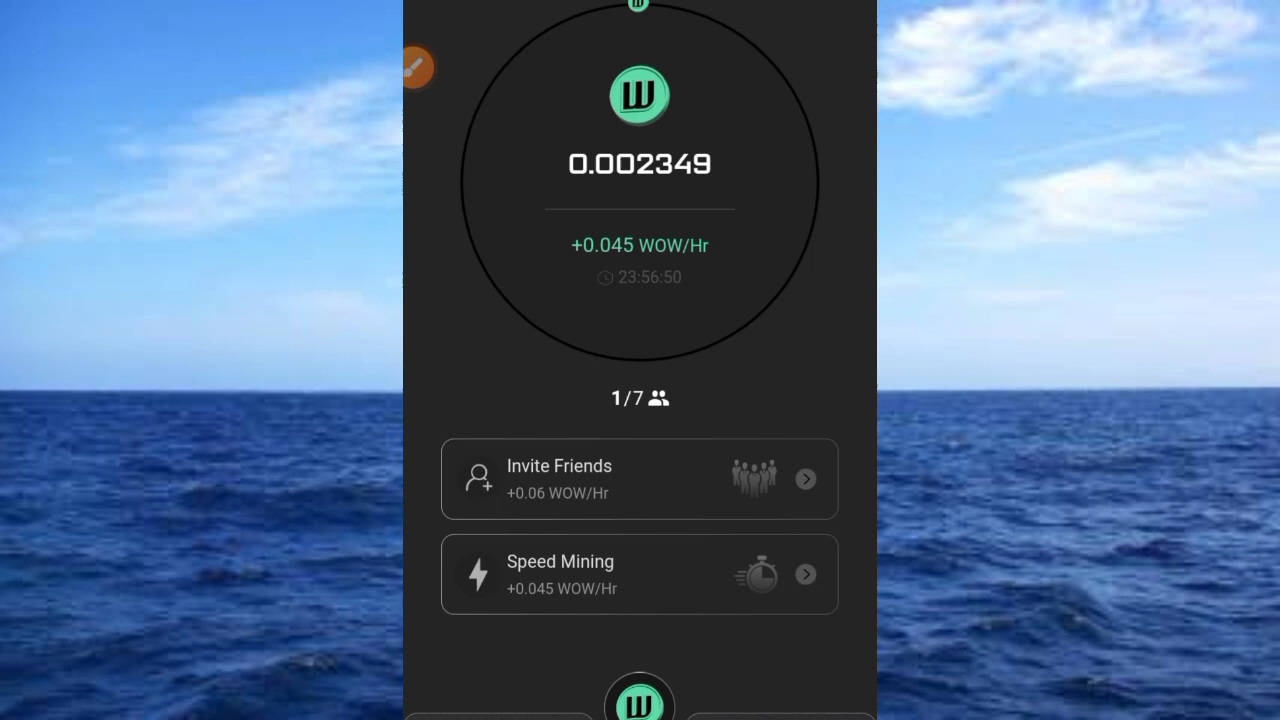 W
W
0.002349
+0.045 WOW/Hr
23:56:50
1/7
Invite Friends
+0.06 WOW/Hr
Speed Mining
+0.045 WOW/Hr
W